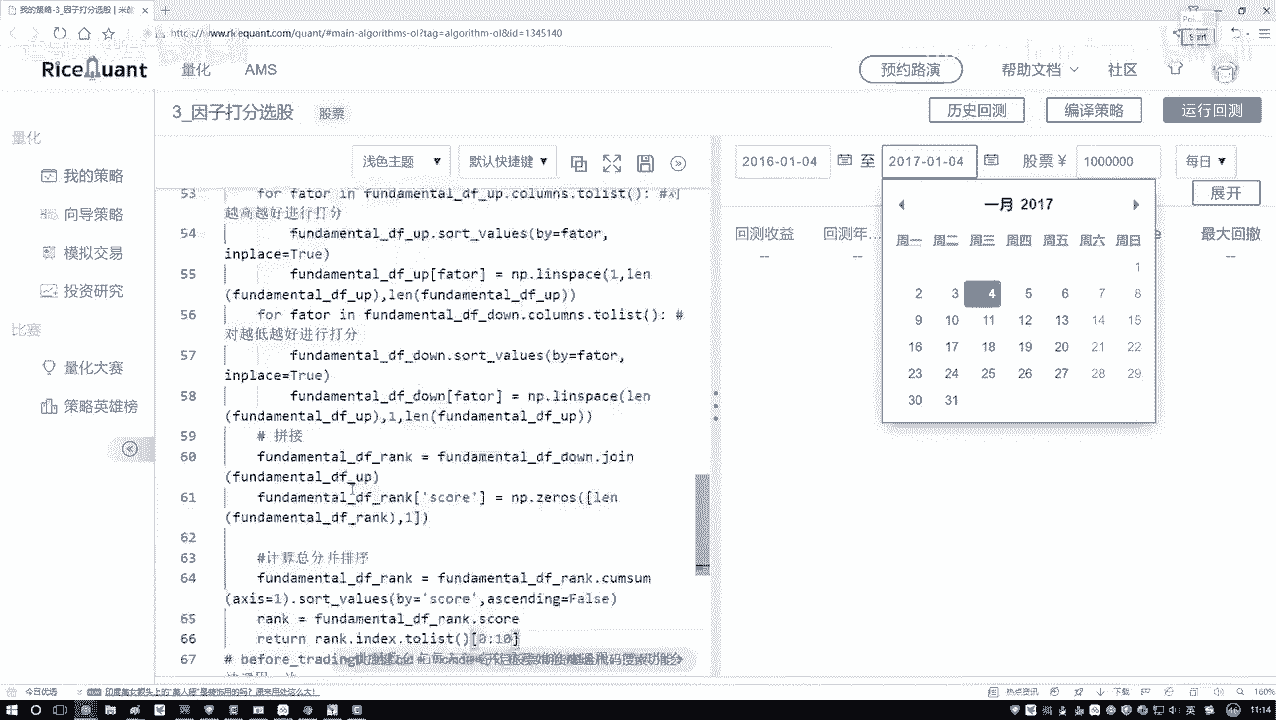 我的策略-3_因子打分选股 | 米
https://www.ricequant.com/quant/#main-algorithms-ol?tag=algorithm-ol&id=1345140
RiceQuant
量化
AMS
预约路演
帮助文档
社区
3_因子打分选股
股票
历史回测
编译策略
运行回测
量化
我的策略
向导策略
模拟交易
投资研究
比赛
量化大赛
策略英雄榜
浅色主题
默认快捷键
53 for fator in fundamental_df_up.columns.tolist(): #对
越高越好进行打分
54 fundamental_df_up.sort_values(by=fator,
inplace=True)
55 fundamental_df_up[fator] = np.linspace(1,len
(fundamental_df_up),len(fundamental_df_up))
56 for fator in fundamental_df_down.columns.tolist(): #
对越低越好进行打分
57 fundamental_df_down.sort_values(by=fator,
inplace=True)
58 fundamental_df_down[fator] = np.linspace(len
(fundamental_df_up),1,len(fundamental_df_up))
59 # 拼接
60 fundamental_df_rank = fundamental_df_down.join
(fundamental_df_up)
61 fundamental_df_rank['score'] = np.zeros([len
(fundamental_df_rank),1])
62
63 #计算总分并排序
64 fundamental_df_rank = fundamental_df_rank.cumsum
(axis=1).sort_values(by='score',ascending=False)
65 rank = fundamental_df_rank.score
66 return rank.index.tolist()[0:10]
67 # before_trading
2016-01-04 至 2017-01-04 股票 ¥ 1000000 每日
展开
回测收益 回测年... 最大回撤
-- -- --
一月 2017
周一 周二 周三 周四 周五 周六 周日
1
2 3 4 5 6 7 8
9 10 11 12 13 14 15
16 17 18 19 20 21 22
23 24 25 26 27 28 29
30 31
今日优选
热点资讯
下载
160%
英
11:14